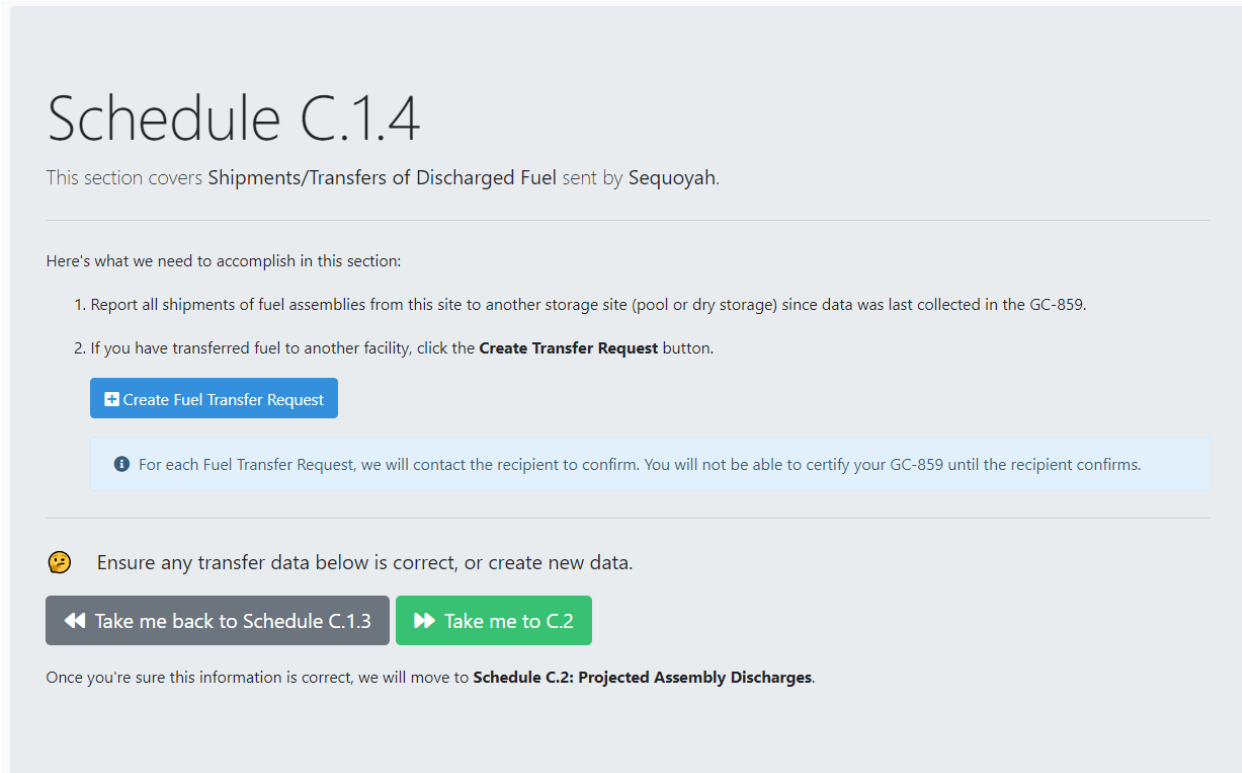 Schedule C.1.4
This section covers Shipments/Transfers of Discharged Fuel sent by Sequoyah.
Here's what we need to accomplish in this section:
1. Report all shipments of fuel assemblies from this site to another storage site (pool or dry storage) since data was last collected in the GC-859.
2. If you have transferred fuel to another facility, click the Create Transfer Request button.
Create Fuel Transfer Request
For each Fuel Transfer Request, we will contact the recipient to confirm. You will not be able to certify your GC-859 until the recipient confirms.
Ensure any transfer data below is correct, or create new data.
Take me back to Schedule C.1.3 Take me to C.2
Once you're sure this information is correct, we will move to Schedule C.2: Projected Assembly Discharges.